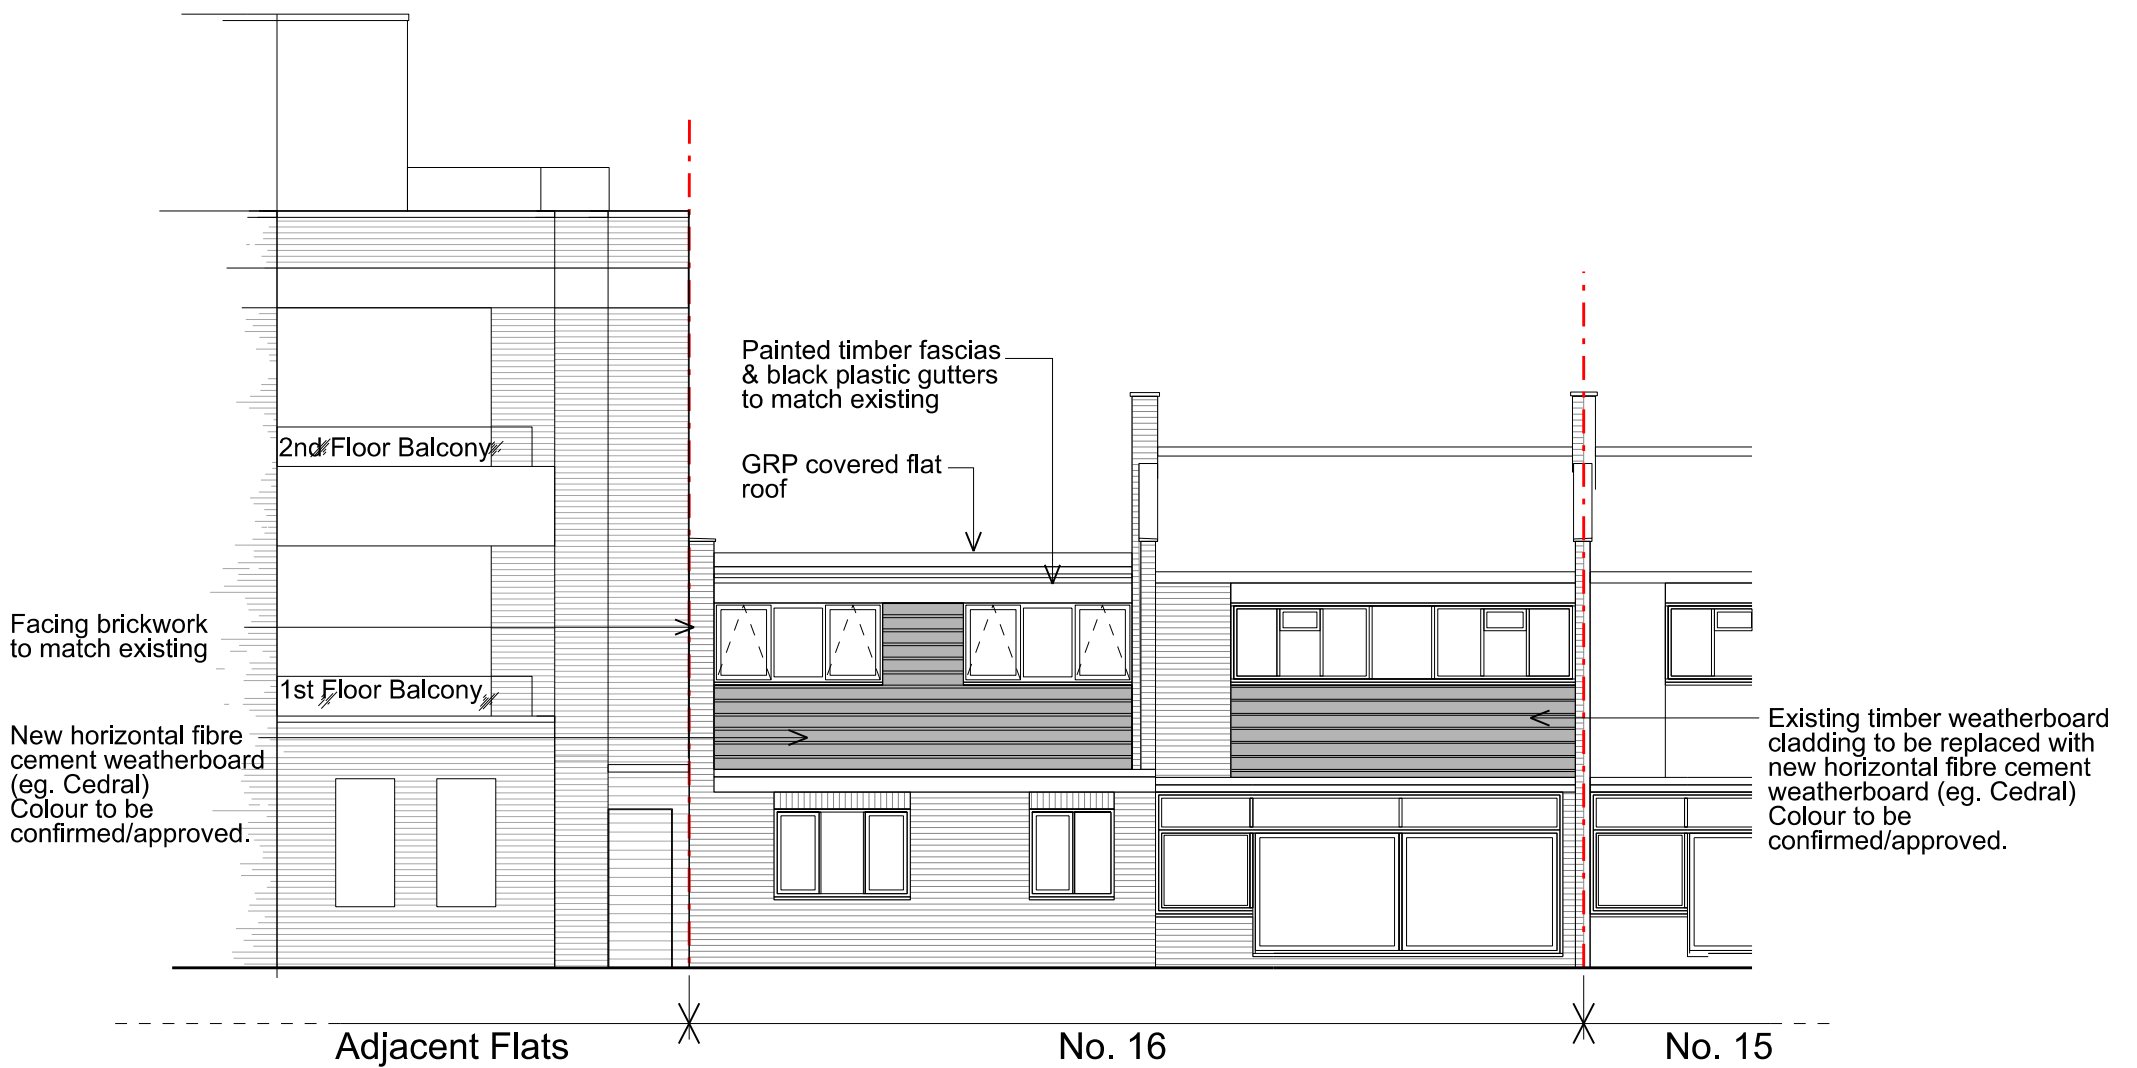 Painted timber fascias
& black plastic gutters
to match existing
GRP covered flat
roof
2nd Floor Balcony
1st Floor Balcony
Facing brickwork
to match existing
New horizontal fibre
cement weatherboard
(eg. Cedral)
Colour to be
confirmed/approved.
Existing timber weatherboard
cladding to be replaced with
new horizontal fibre cement
weatherboard (eg. Cedral)
Colour to be
confirmed/approved.
Adjacent Flats
No. 16
No. 15